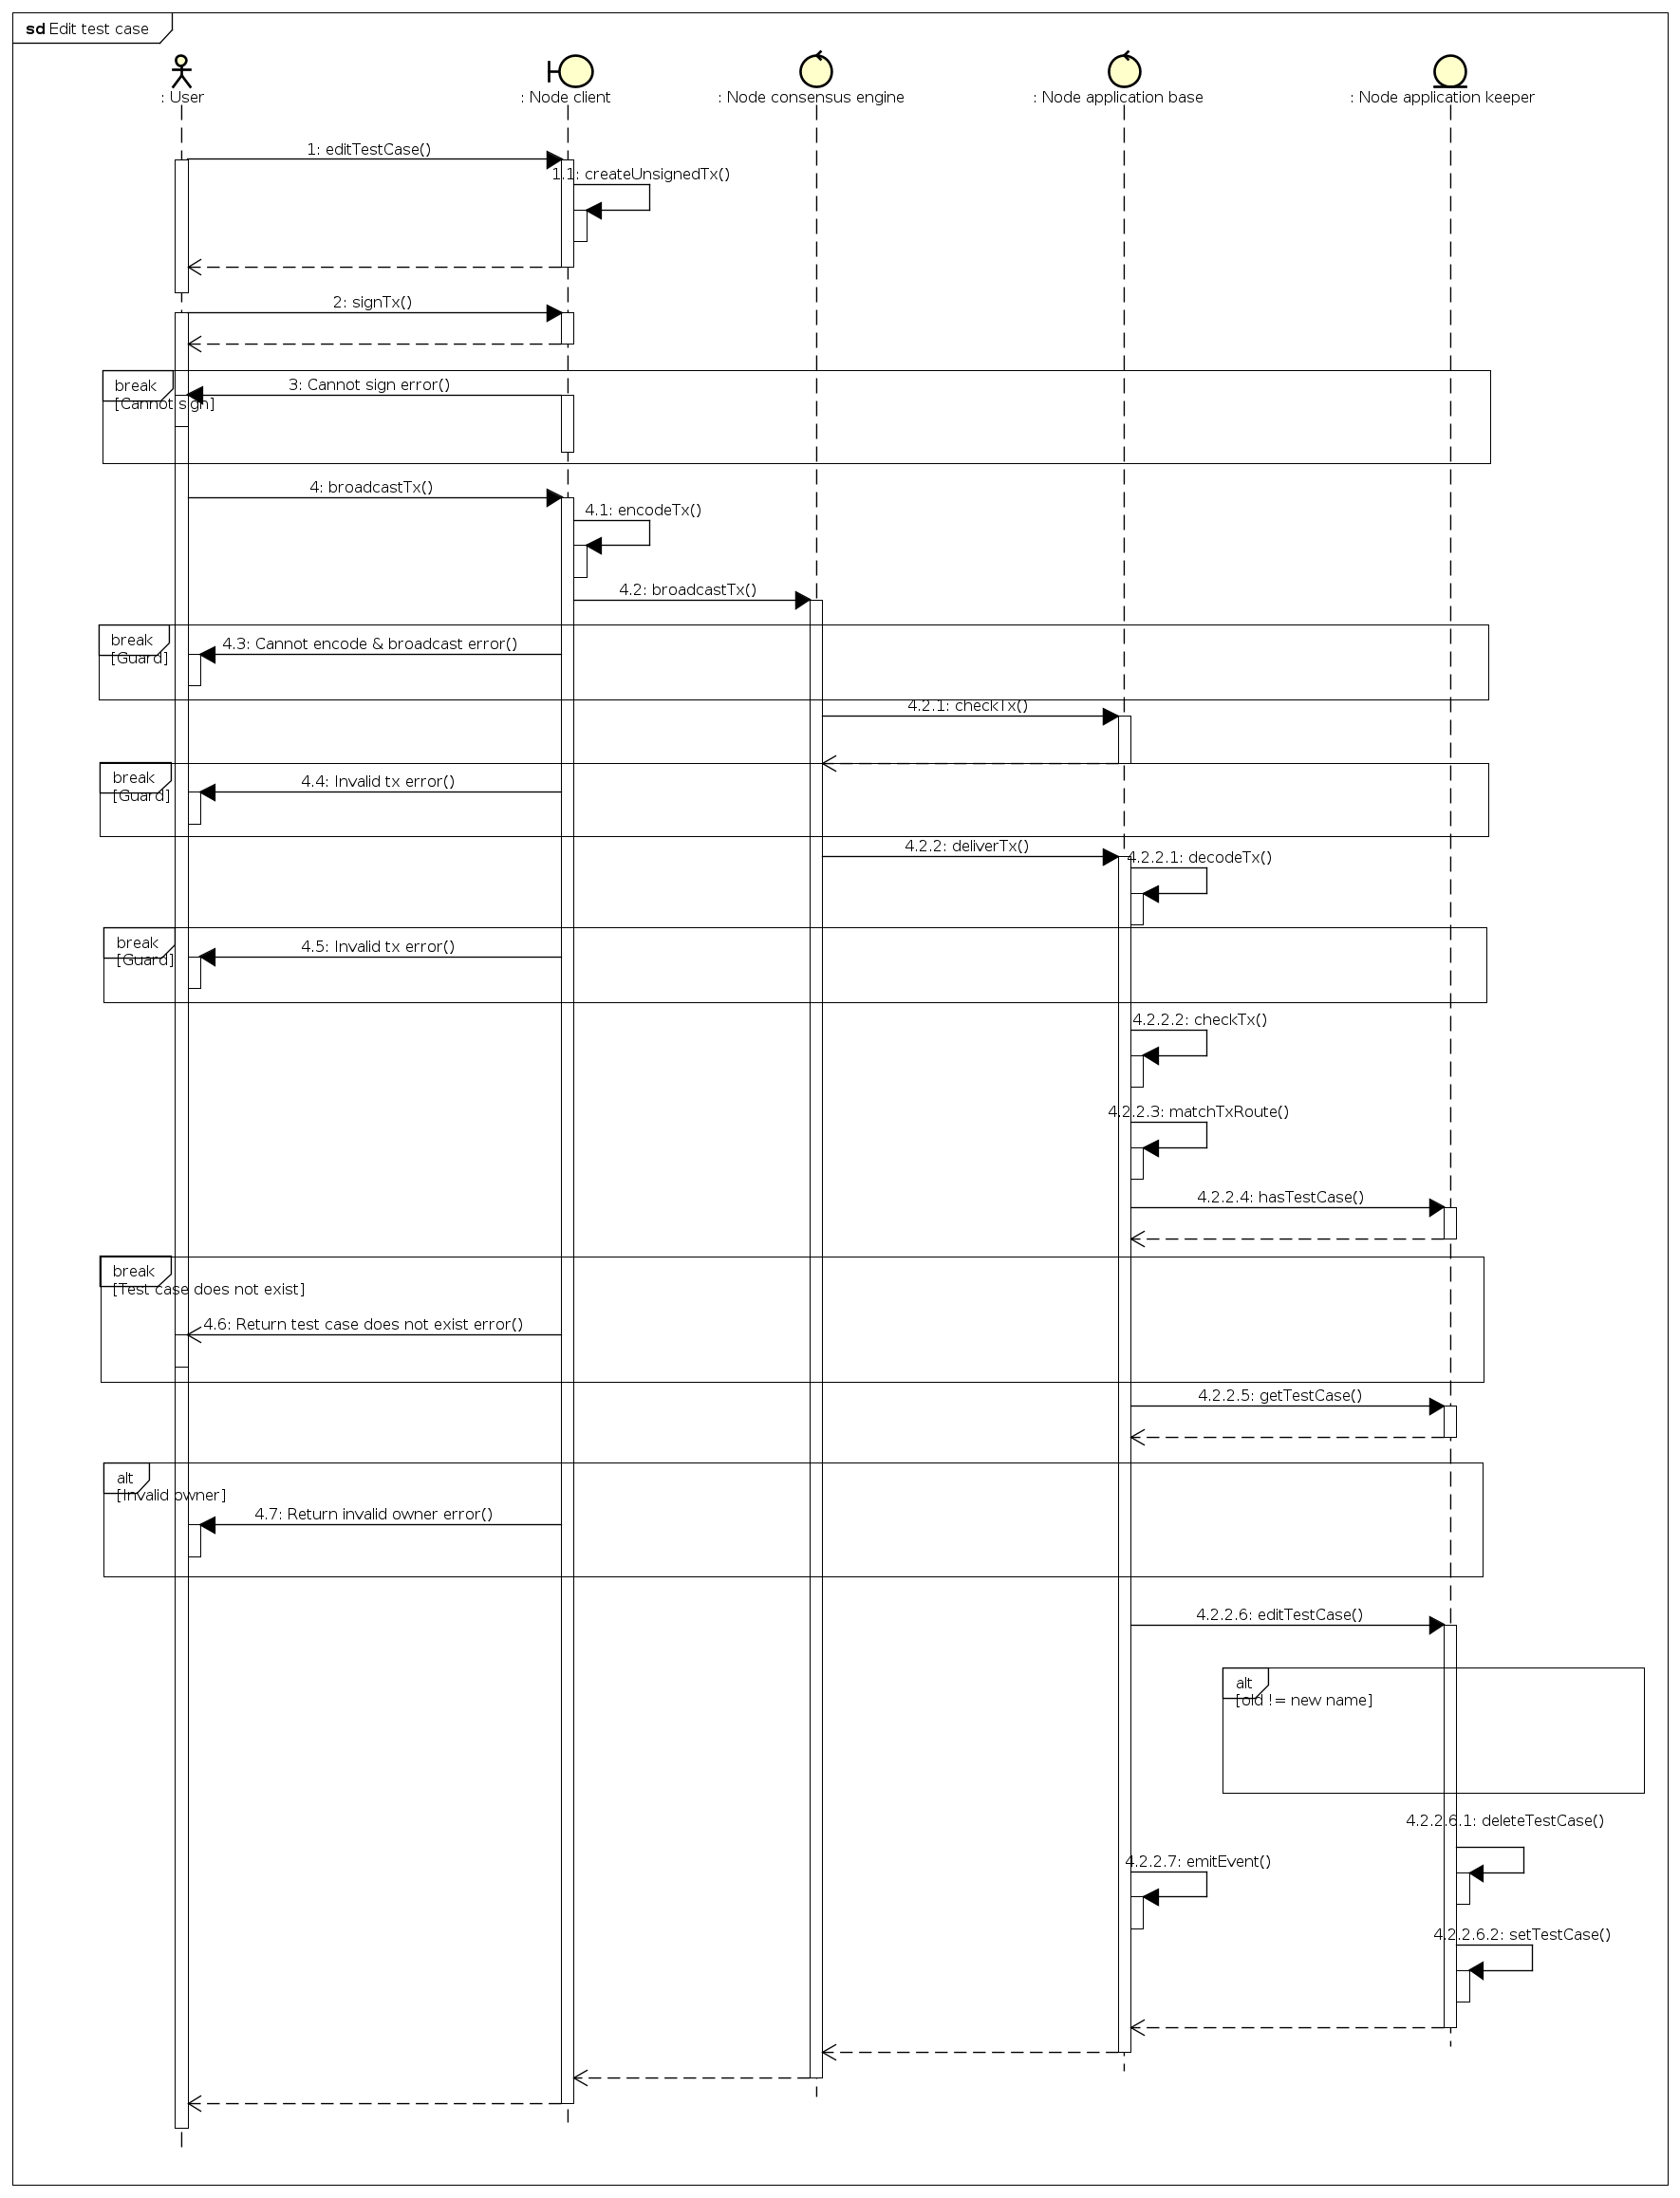 sd Edit test case
: User
: Node client
: Node consensus engine
: Node application base
: Node application keeper
1: editTestCase()
1.1: createUnsignedTx()
2: signTx()
break
3: Cannot sign error()
[Cannot sign]
4: broadcastTx()
4.1: encodeTx()
4.2: broadcastTx()
break
4.3: Cannot encode & broadcast error()
[Guard]
4.2.1: checkTx()
break
4.4: Invalid tx error()
[Guard]
4.2.2: deliverTx()
4.2.2.1: decodeTx()
break
4.5: Invalid tx error()
[Guard]
4.2.2.2: checkTx()
4.2.2.3: matchTxRoute()
4.2.2.4: hasTestCase()
break
[Test case does not exist]
4.6: Return test case does not exist error()
4.2.2.5: getTestCase()
alt
[Invalid owner]
4.7: Return invalid owner error()
4.2.2.6: editTestCase()
alt
[old != new name]
4.2.2.6.1: deleteTestCase()
4.2.2.7: emitEvent()
4.2.2.6.2: setTestCase()